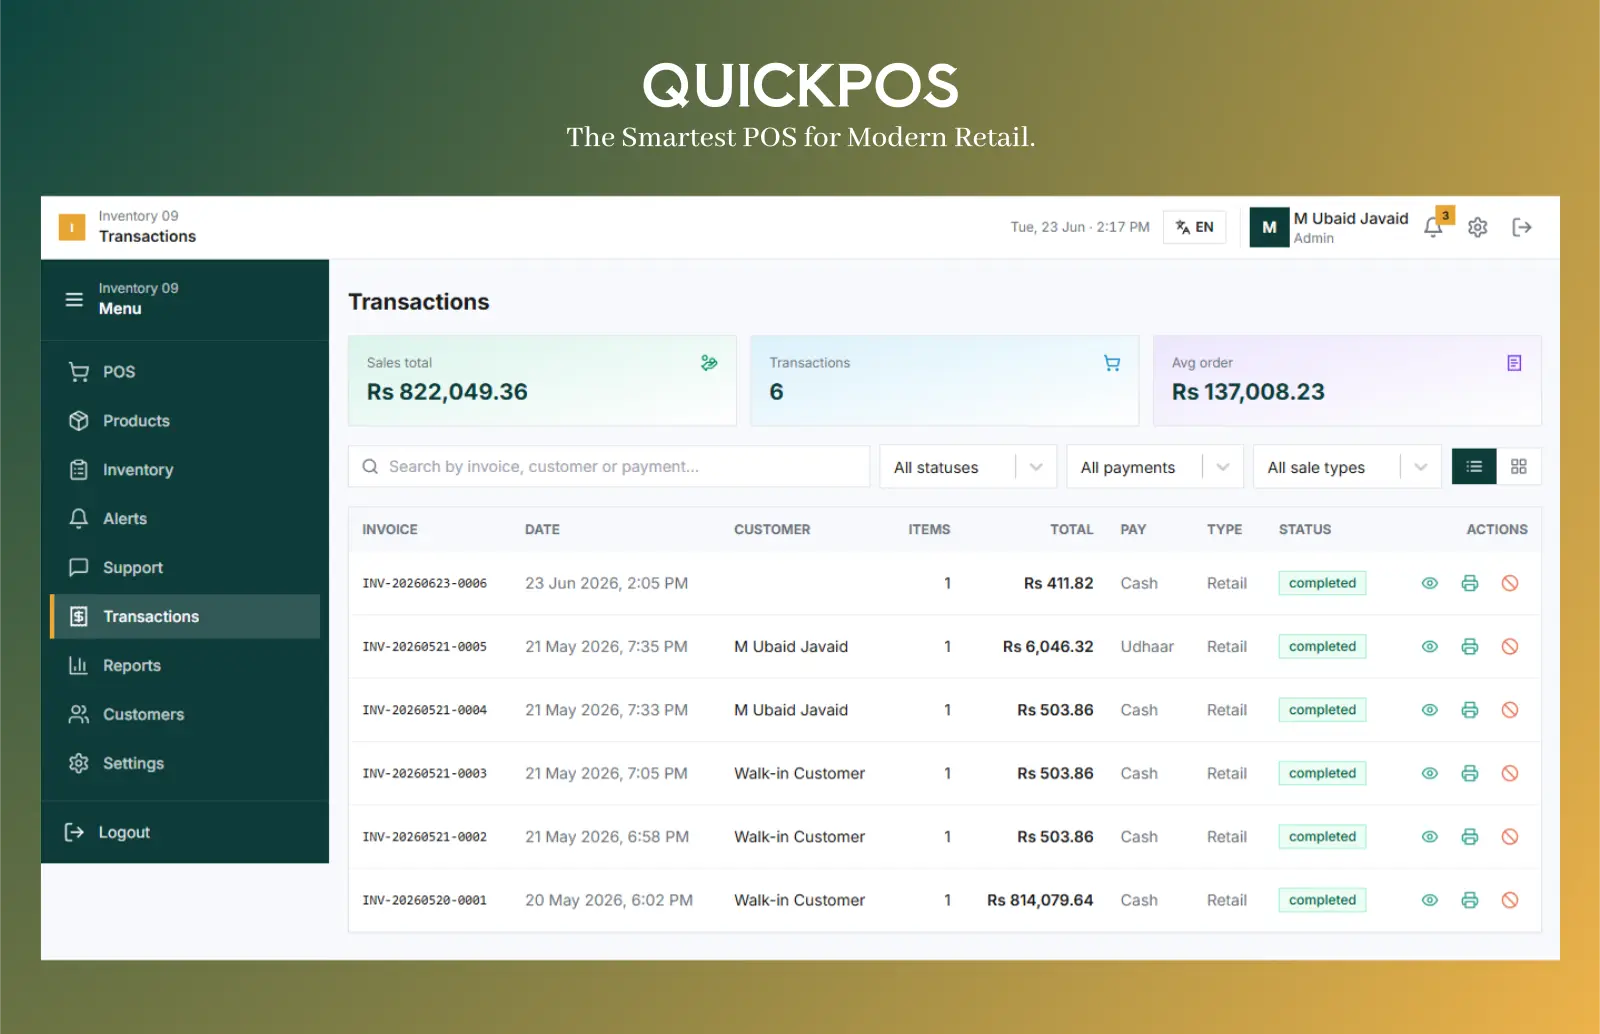 QUICKPOS
The Smartest POS for Modern Retail.
I
Inventory 09
Transactions
Tue, 23 Jun · 2:17 PM
EN
M
M Ubaid Javaid
Admin
3
Inventory 09
Menu
POS
Products
Inventory
Alerts
Support
Transactions
Reports
Customers
Settings
Logout
Transactions
Sales total
Rs 822,049.36
Transactions
6
Avg order
Rs 137,008.23
Search by invoice, customer or payment...
All statuses
All payments
All sale types
INVOICE DATE CUSTOMER ITEMS TOTAL PAY TYPE STATUS ACTIONS
INV-20260623-0006 23 Jun 2026, 2:05 PM 1 Rs 411.82 Cash Retail completed
INV-20260521-0005 21 May 2026, 7:35 PM M Ubaid Javaid 1 Rs 6,046.32 Udhaar Retail completed
INV-20260521-0004 21 May 2026, 7:33 PM M Ubaid Javaid 1 Rs 503.86 Cash Retail completed
INV-20260521-0003 21 May 2026, 7:05 PM Walk-in Customer 1 Rs 503.86 Cash Retail completed
INV-20260521-0002 21 May 2026, 6:58 PM Walk-in Customer 1 Rs 503.86 Cash Retail completed
INV-20260520-0001 20 May 2026, 6:02 PM Walk-in Customer 1 Rs 814,079.64 Cash Retail completed